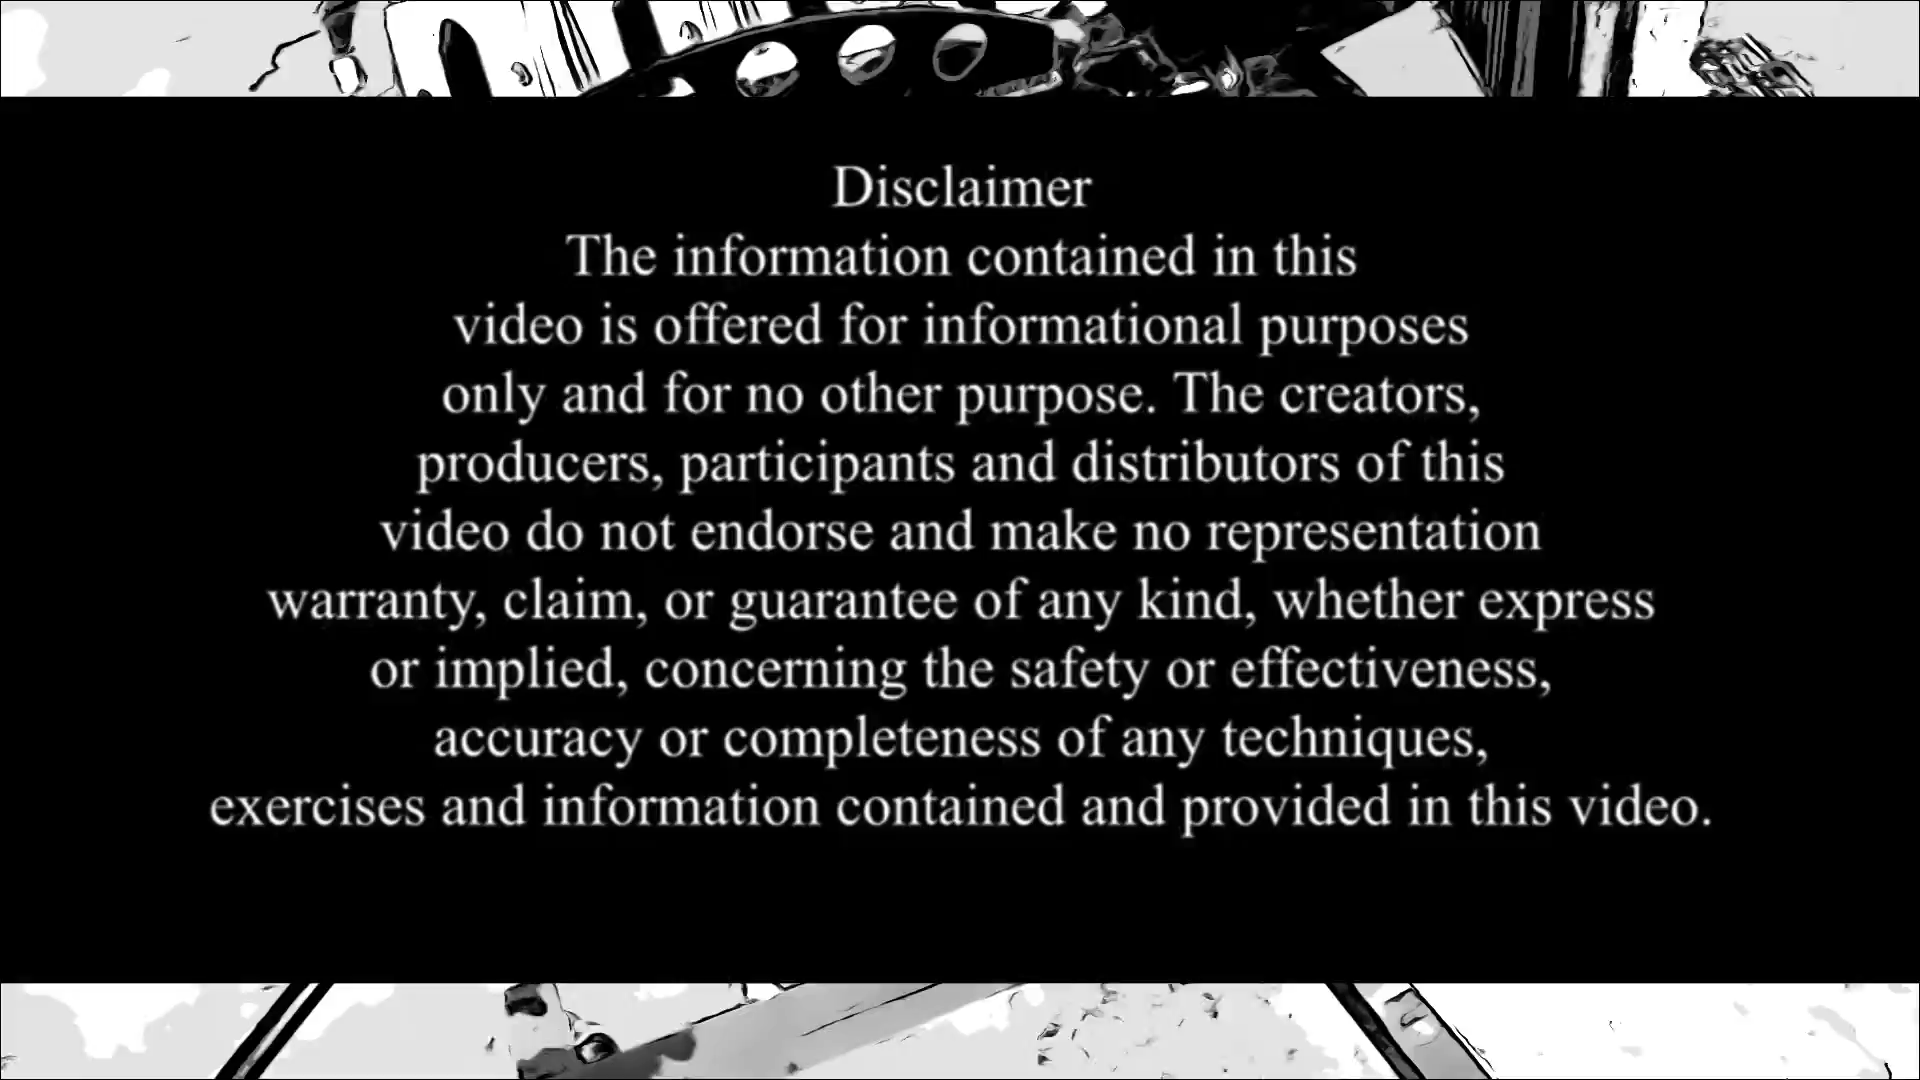 Disclaimer
The information contained in this
video is offered for informational purposes
only and for no other purpose. The creators,
producers, participants and distributors of this
video do not endorse and make no representation
warranty, claim, or guarantee of any kind, whether express
or implied, concerning the safety or effectiveness,
accuracy or completeness of any techniques,
exercises and information contained and provided in this video.